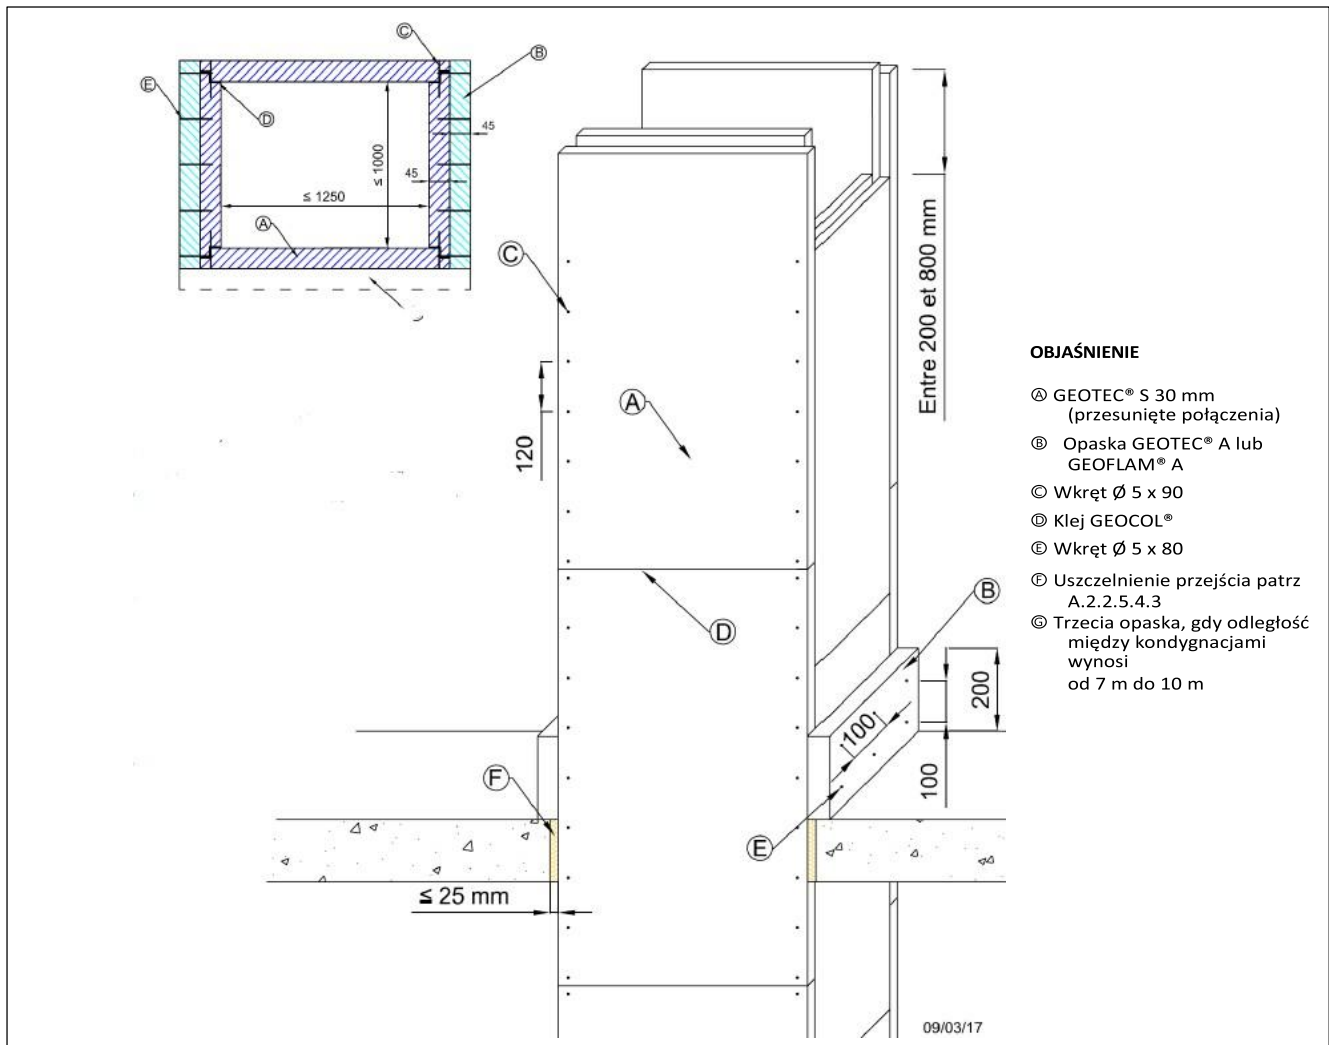 Ⓒ
Ⓑ
Ⓔ
Ⓓ
45
≤ 1000
45
≤ 1250
Ⓐ
Ⓒ
Entre 200 et 800 mm
Ⓐ
120
Ⓓ
Ⓑ
200
100
100
Ⓕ
Ⓔ
≤ 25 mm
09/03/17
OBJAŚNIENIE
Ⓐ GEOTEC® S 30 mm
(przesunięte połączenia)
Ⓑ Opaska GEOTEC® A lub
GEOFLAM® A
Ⓒ Wkręt Ø 5 x 90
Ⓓ Klej GEOCOL®
Ⓔ Wkręt Ø 5 x 80
Ⓕ Uszczelnienie przejścia patrz
A.2.2.5.4.3
Ⓖ Trzecia opaska, gdy odległość
między kondygnacjami
wynosi
od 7 m do 10 m